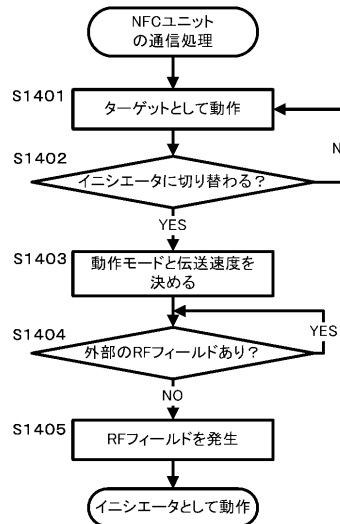 NFCユニット
の通信処理
S1401
ターゲットとして動作
S1402
イニシエータに切り替わる？
YES
S1403
動作モードと伝送速度を
決める
YES
S1404
外部のRFフィールドあり？
NO
S1405
RFフィールドを発生
イニシエータとして動作